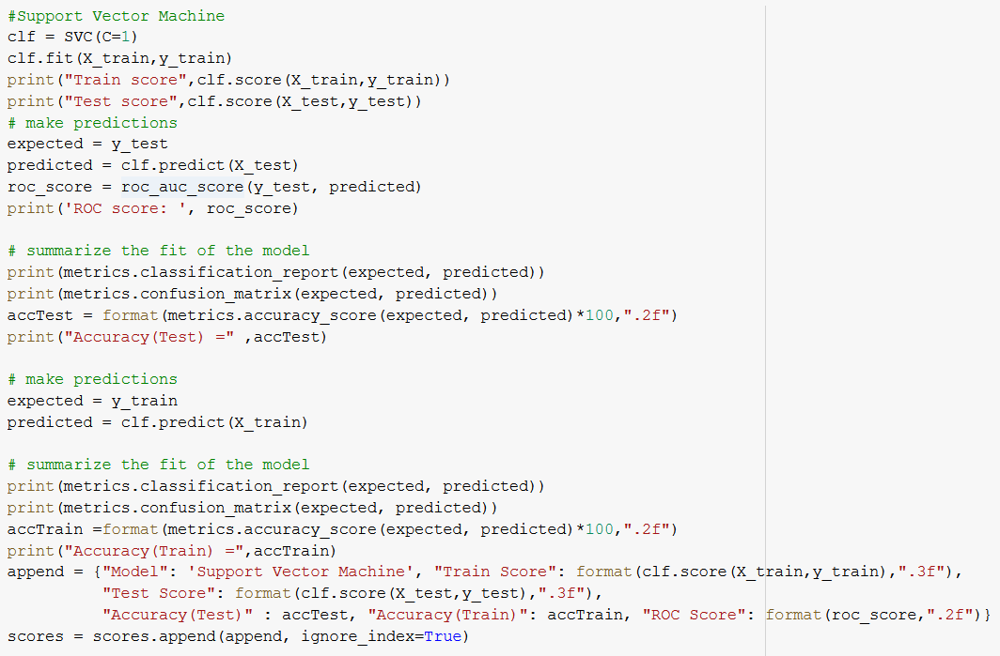 #Support Vector Machine
clf = SVC(C=1)
clf.fit(X_train,y_train)
print("Train score",clf.score(X_train,y_train))
print("Test score",clf.score(X_test,y_test))
# make predictions
expected = y_test
predicted = clf.predict(X_test)
roc_score = roc_auc_score(y_test, predicted)
print('ROC score: ', roc_score)
# summarize the fit of the model
print(metrics.classification_report(expected, predicted))
print(metrics.confusion_matrix(expected, predicted))
accTest = format(metrics.accuracy_score(expected, predicted)*100,".2f")
print("Accuracy(Test) =" ,accTest)
# make predictions
expected = y_train
predicted = clf.predict(X_train)
# summarize the fit of the model
print(metrics.classification_report(expected, predicted))
print(metrics.confusion_matrix(expected, predicted))
accTrain =format(metrics.accuracy_score(expected, predicted)*100,".2f")
print("Accuracy(Train) =",accTrain)
append = {"Model": 'Support Vector Machine', "Train Score": format(clf.score(X_train,y_train),".3f"),
"Test Score": format(clf.score(X_test,y_test),".3f"),
"Accuracy(Test)" : accTest, "Accuracy(Train)": accTrain, "ROC Score": format(roc_score,".2f")}
scores = scores.append(append, ignore_index=True)